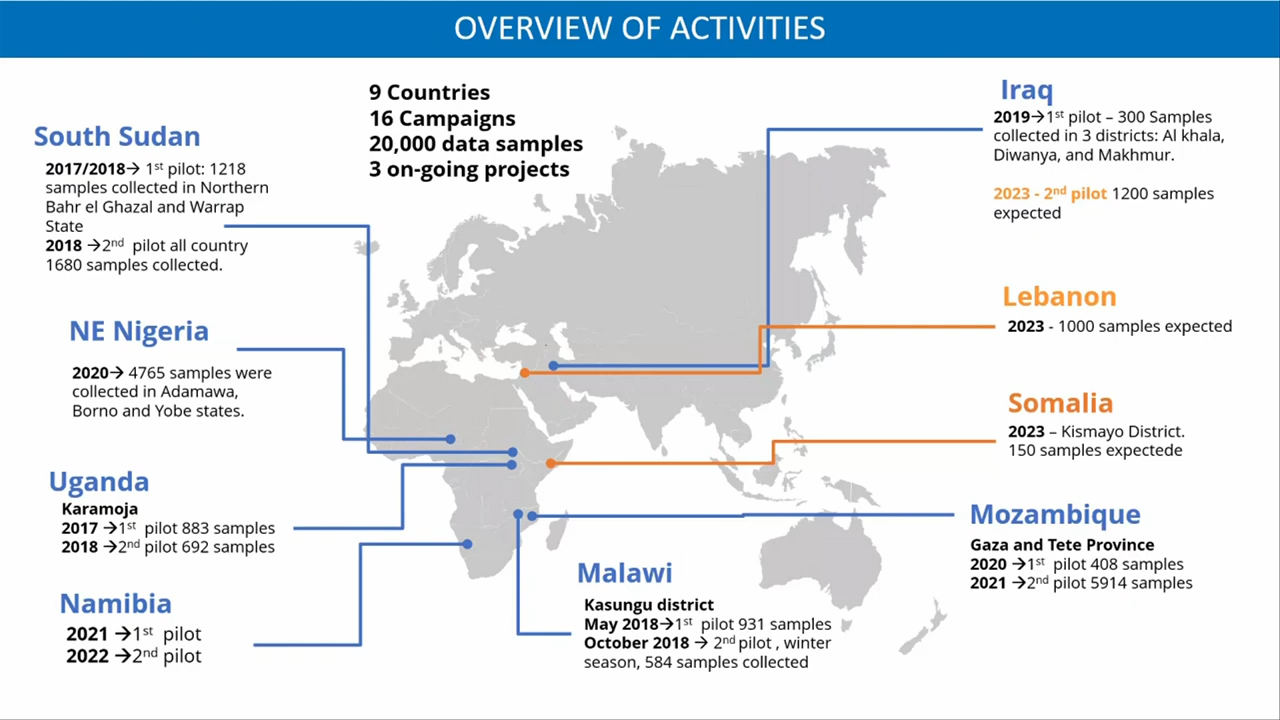 OVERVIEW OF ACTIVITIES
9 Countries
16 Campaigns
20,000 data samples
3 on-going projects
South Sudan
2017/2018→ 1st pilot: 1218
samples collected in Northern
Bahr el Ghazal and Warrap
State
2018 →2nd pilot all country
1680 samples collected.
NE Nigeria
2020→ 4765 samples were
collected in Adamawa,
Borno and Yobe states.
Uganda
Karamoja
2017 →1st pilot 883 samples
2018 →2nd pilot 692 samples
Namibia
2021 →1st pilot
2022 →2nd pilot
Malawi
Kasungu district
May 2018→1st pilot 931 samples
October 2018 → 2nd pilot , winter
season, 584 samples collected
Iraq
2019→1st pilot – 300 Samples
collected in 3 districts: Al khala,
Diwanya, and Makhmur.
2023 - 2nd pilot 1200 samples
expected
Lebanon
2023 - 1000 samples expected
Somalia
2023 – Kismayo District.
150 samples expectede
Mozambique
Gaza and Tete Province
2020 →1st pilot 408 samples
2021 →2nd pilot 5914 samples